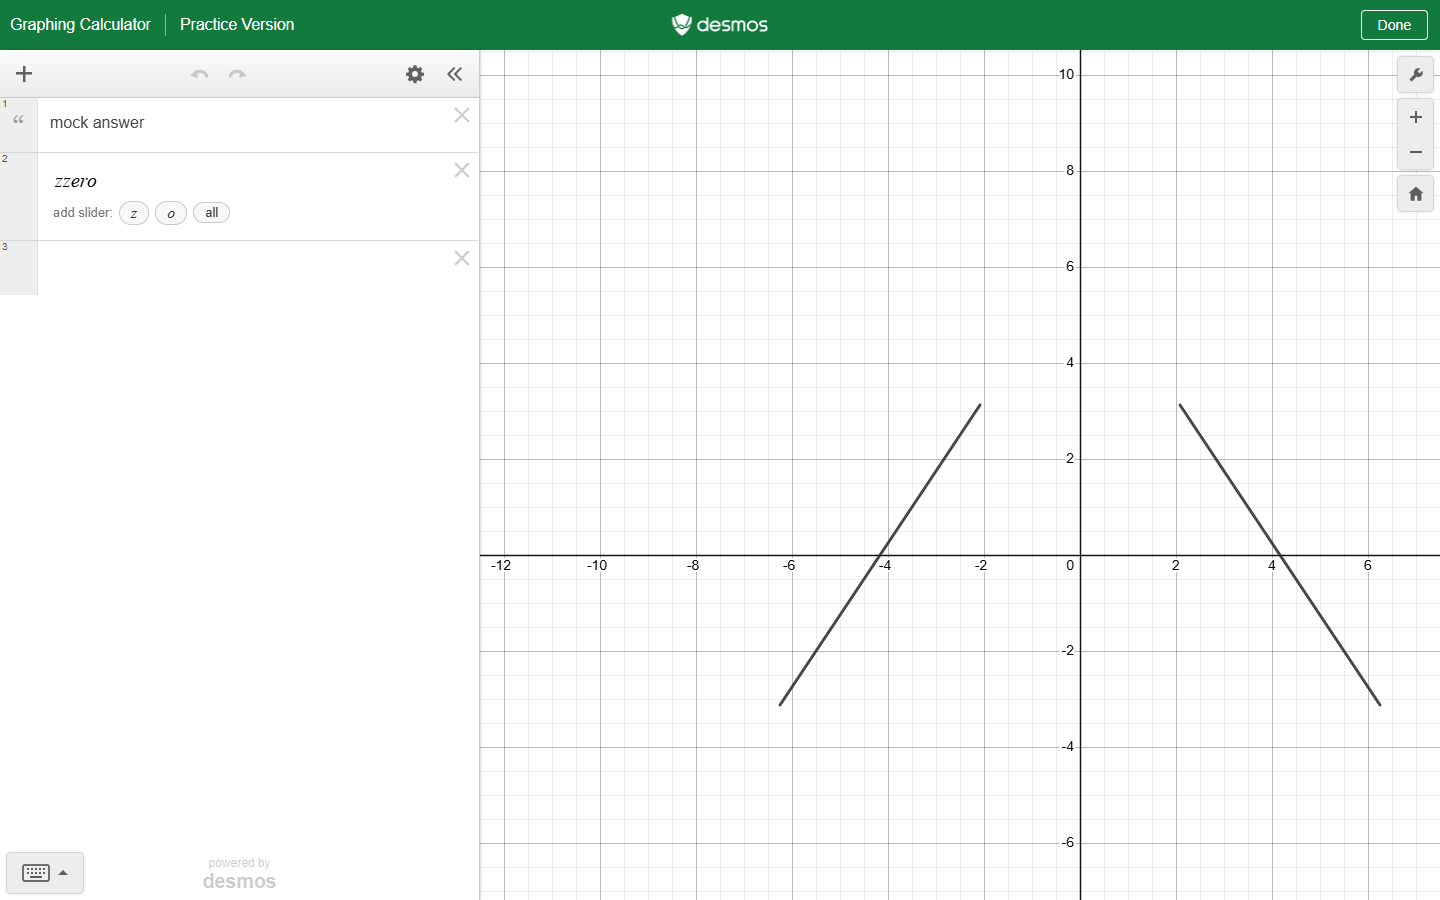 Graphing Calculator Practice Version desmos Done
1 “ mock answer
2 zzero
add slider: z o all
3
powered by
desmos
10
8
6
4
2
-12 -10 -8 -6 -4 -2 0 2 4 6
-2
-4
-6